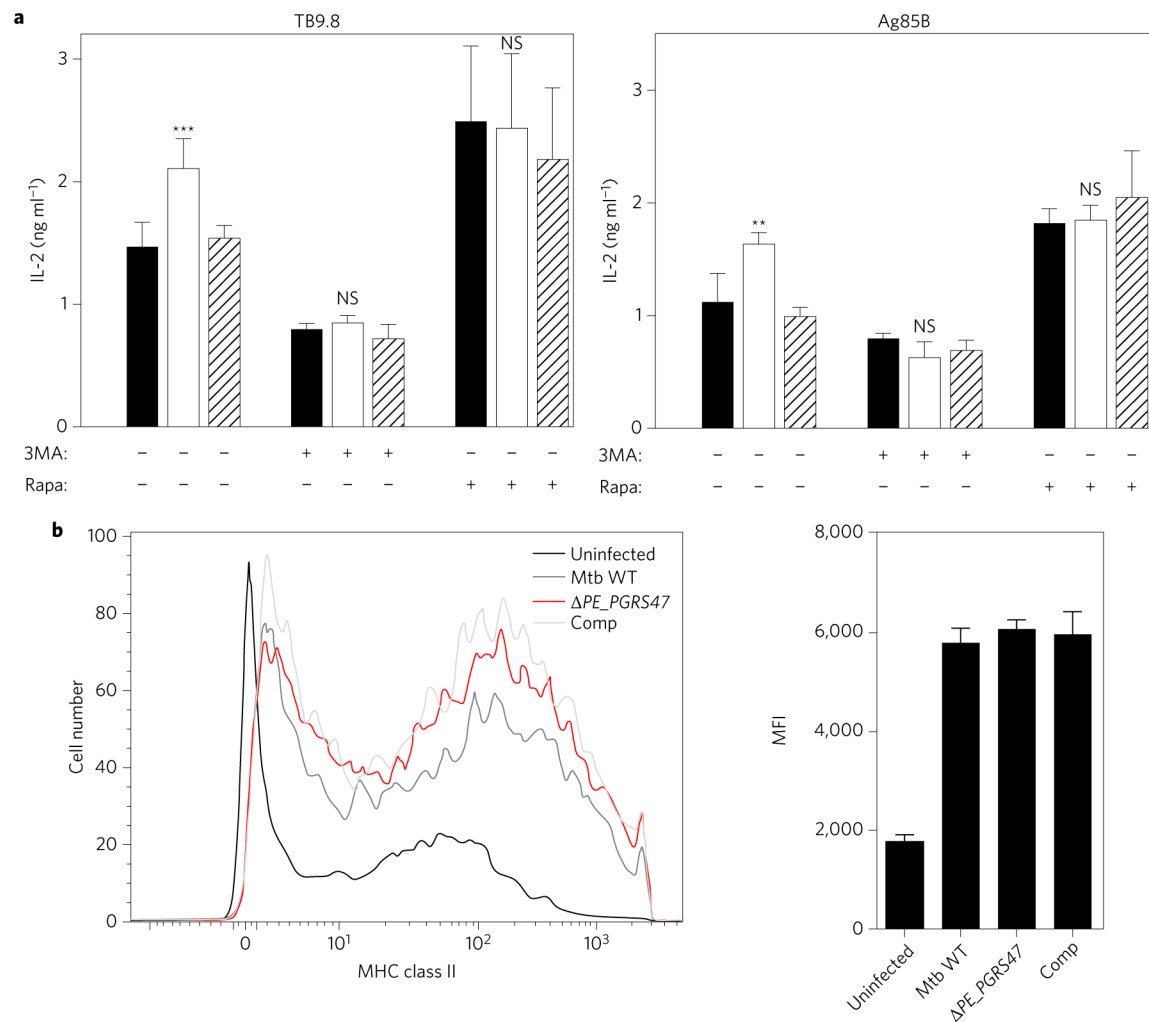 a
TB9.8
Ag85B
IL-2 (ng ml⁻¹)
3
2
1
0
***
NS
NS
3MA: − − − + + + − − −
Rapa: − − − − − − + + +
IL-2 (ng ml⁻¹)
3
2
1
0
**
NS
NS
3MA: − − − + + + − − −
Rapa: − − − − − − + + +
b
Cell number
100
80
60
40
20
0
0 10¹ 10² 10³
MHC class II
Uninfected
Mtb WT
ΔPE_PGRS47
Comp
MFI
8,000
6,000
4,000
2,000
0
Uninfected
Mtb WT
ΔPE_PGRS47
Comp